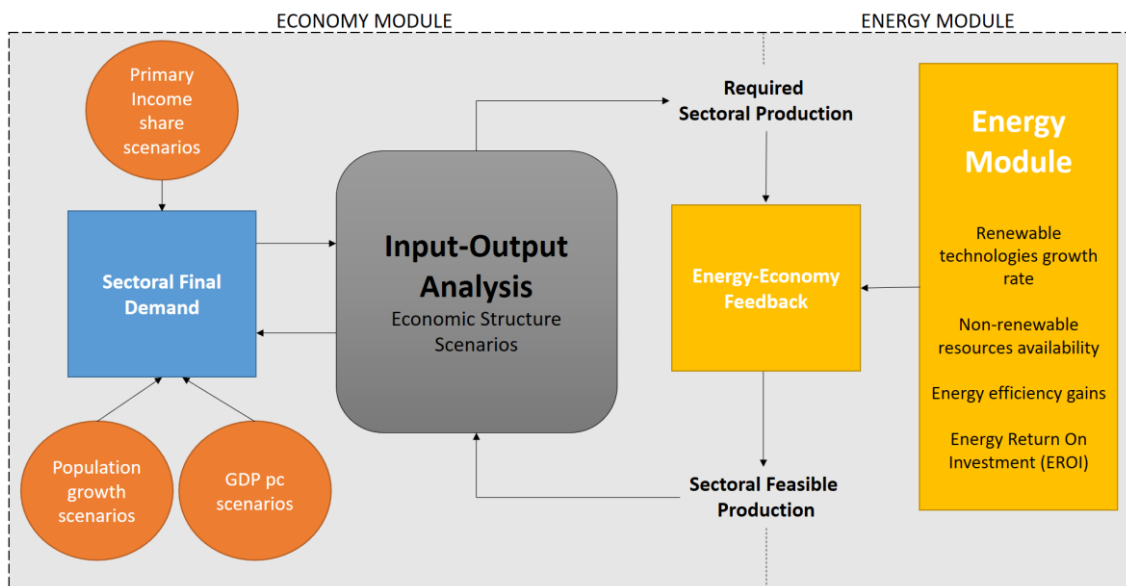 ECONOMY MODULE
ENERGY MODULE
Primary
Income
share
scenarios
Sectoral Final
Demand
Population
growth
scenarios
GDP pc
scenarios
Input-Output
Analysis
Economic Structure
Scenarios
Required
Sectoral Production
Energy-Economy
Feedback
Sectoral Feasible
Production
Energy
Module
Renewable
technologies growth
rate
Non-renewable
resources availability
Energy efficiency gains
Energy Return On
Investment (EROI)